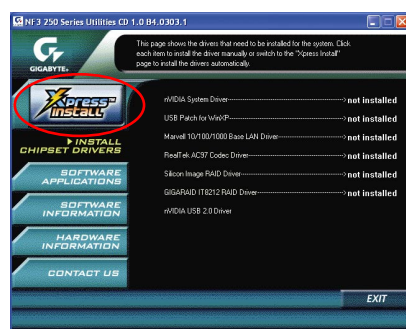 NF3 250 Series Utilities CD 1.0 B4.0303.1
GIGABYTE
This page shows the drivers that need to be installed for the system. Click
each item to install the driver manually or switch to the "Xpress Install"
page to install the drivers automatically.
Xpress™
Install
INSTALL
CHIPSET DRIVERS
SOFTWARE
APPLICATIONS
SOFTWARE
INFORMATION
HARDWARE
INFORMATION
CONTACT US
nVIDIA System Driver not installed
USB Patch for WinXP not installed
Marvell 10/100/1000 Base LAN Driver not installed
RealTek AC97 Codec Driver not installed
Silicon Image RAID Driver not installed
GIGARAID IT8212 RAID Driver not installed
nVIDIA USB 2.0 Driver
EXIT